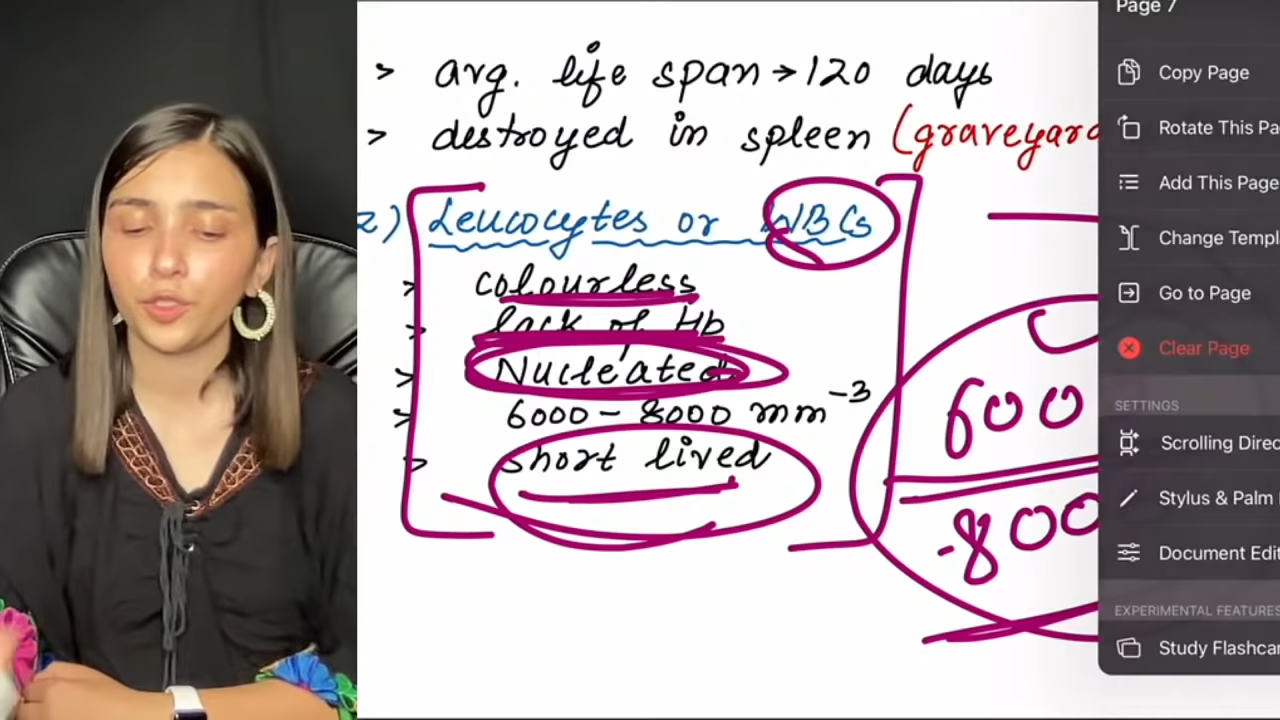 > avg. life span → 120 days
> destroyed in spleen (graveyard
2) Leucocytes or WBCs
> colourless
> lack of Hb
> Nucleated
> 6000 - 8000 mm⁻³
> short lived
600
-800
Page 7
Copy Page
Rotate This Pa
Add This Page
Change Templ
Go to Page
Clear Page
SETTINGS
Scrolling Direc
Stylus & Palm
Document Edit
EXPERIMENTAL FEATURES
Study Flashcar